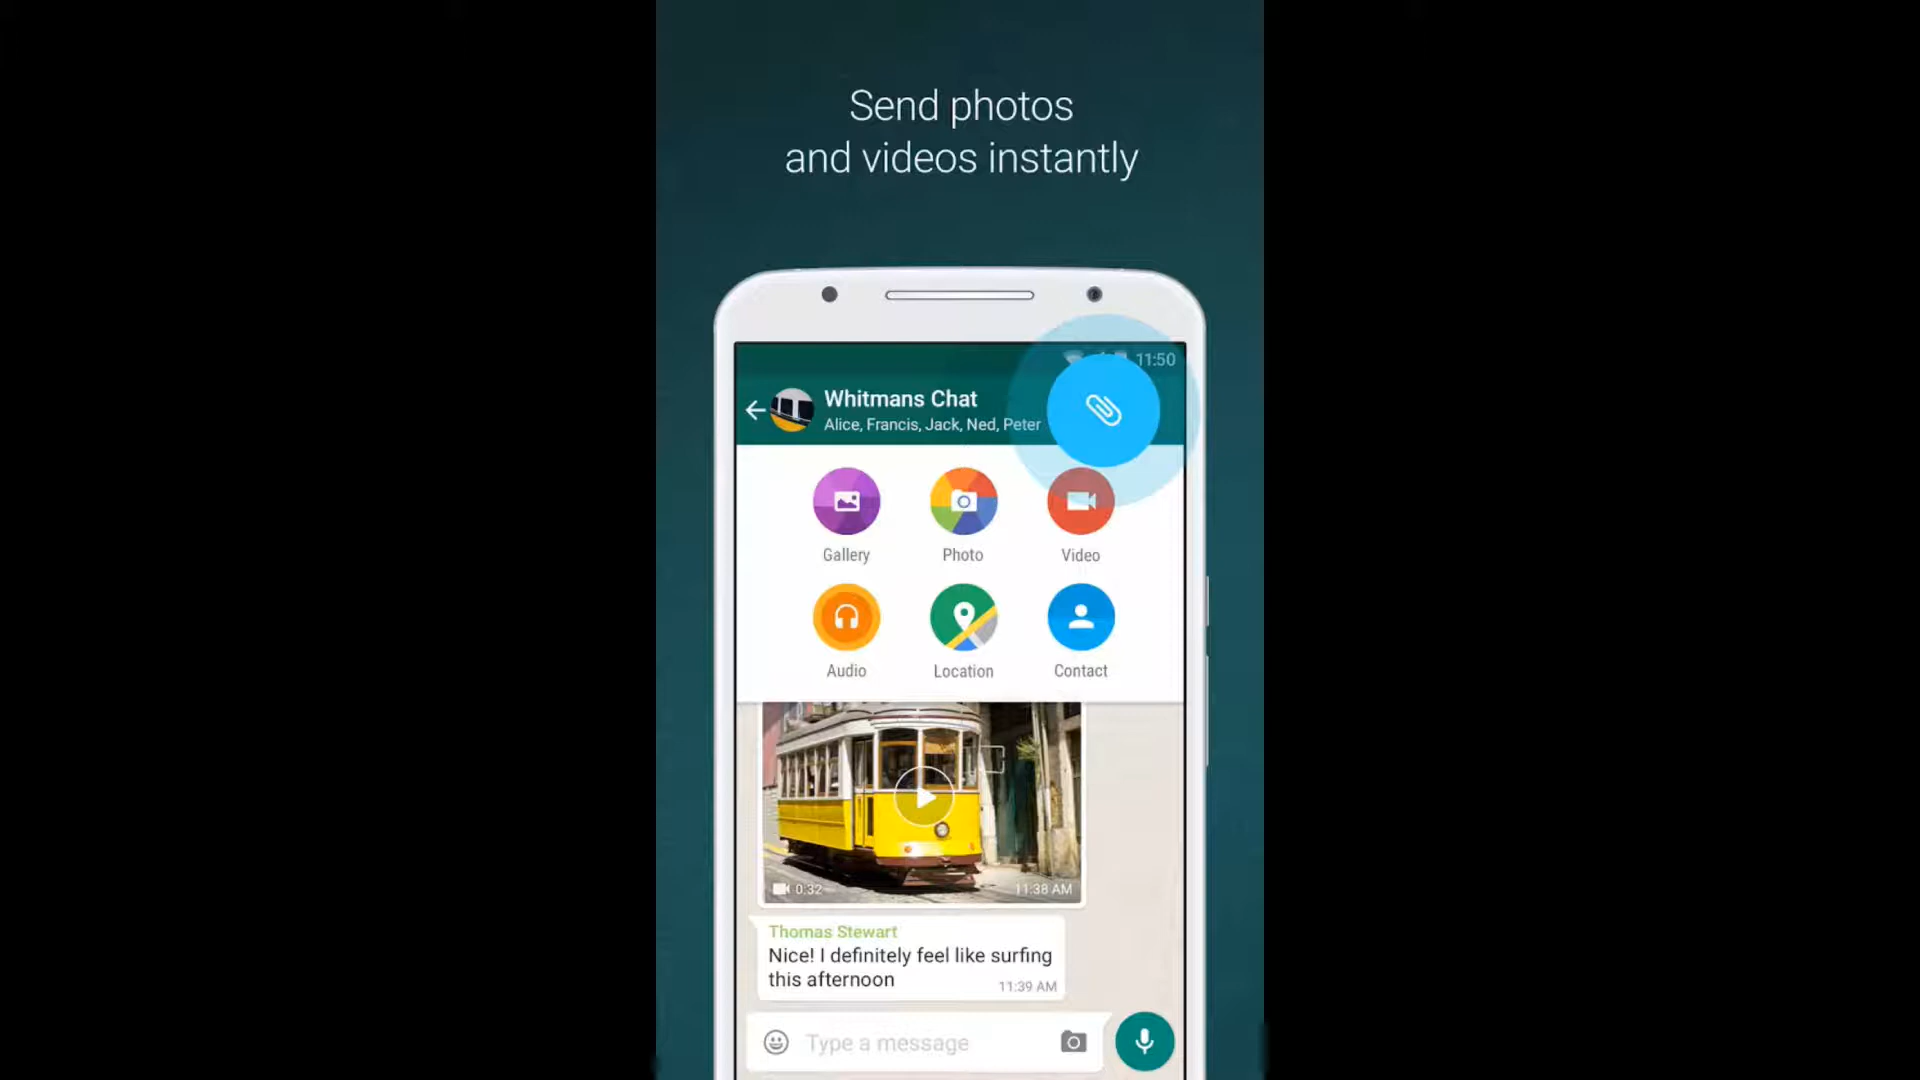 Send photos
and videos instantly
11:50
Whitmans Chat
Alice, Francis, Jack, Ned, Peter
Gallery
Photo
Video
Audio
Location
Contact
0:32
11:38 AM
Thomas Stewart
Nice! I definitely feel like surfing
this afternoon
11:39 AM
Type a message